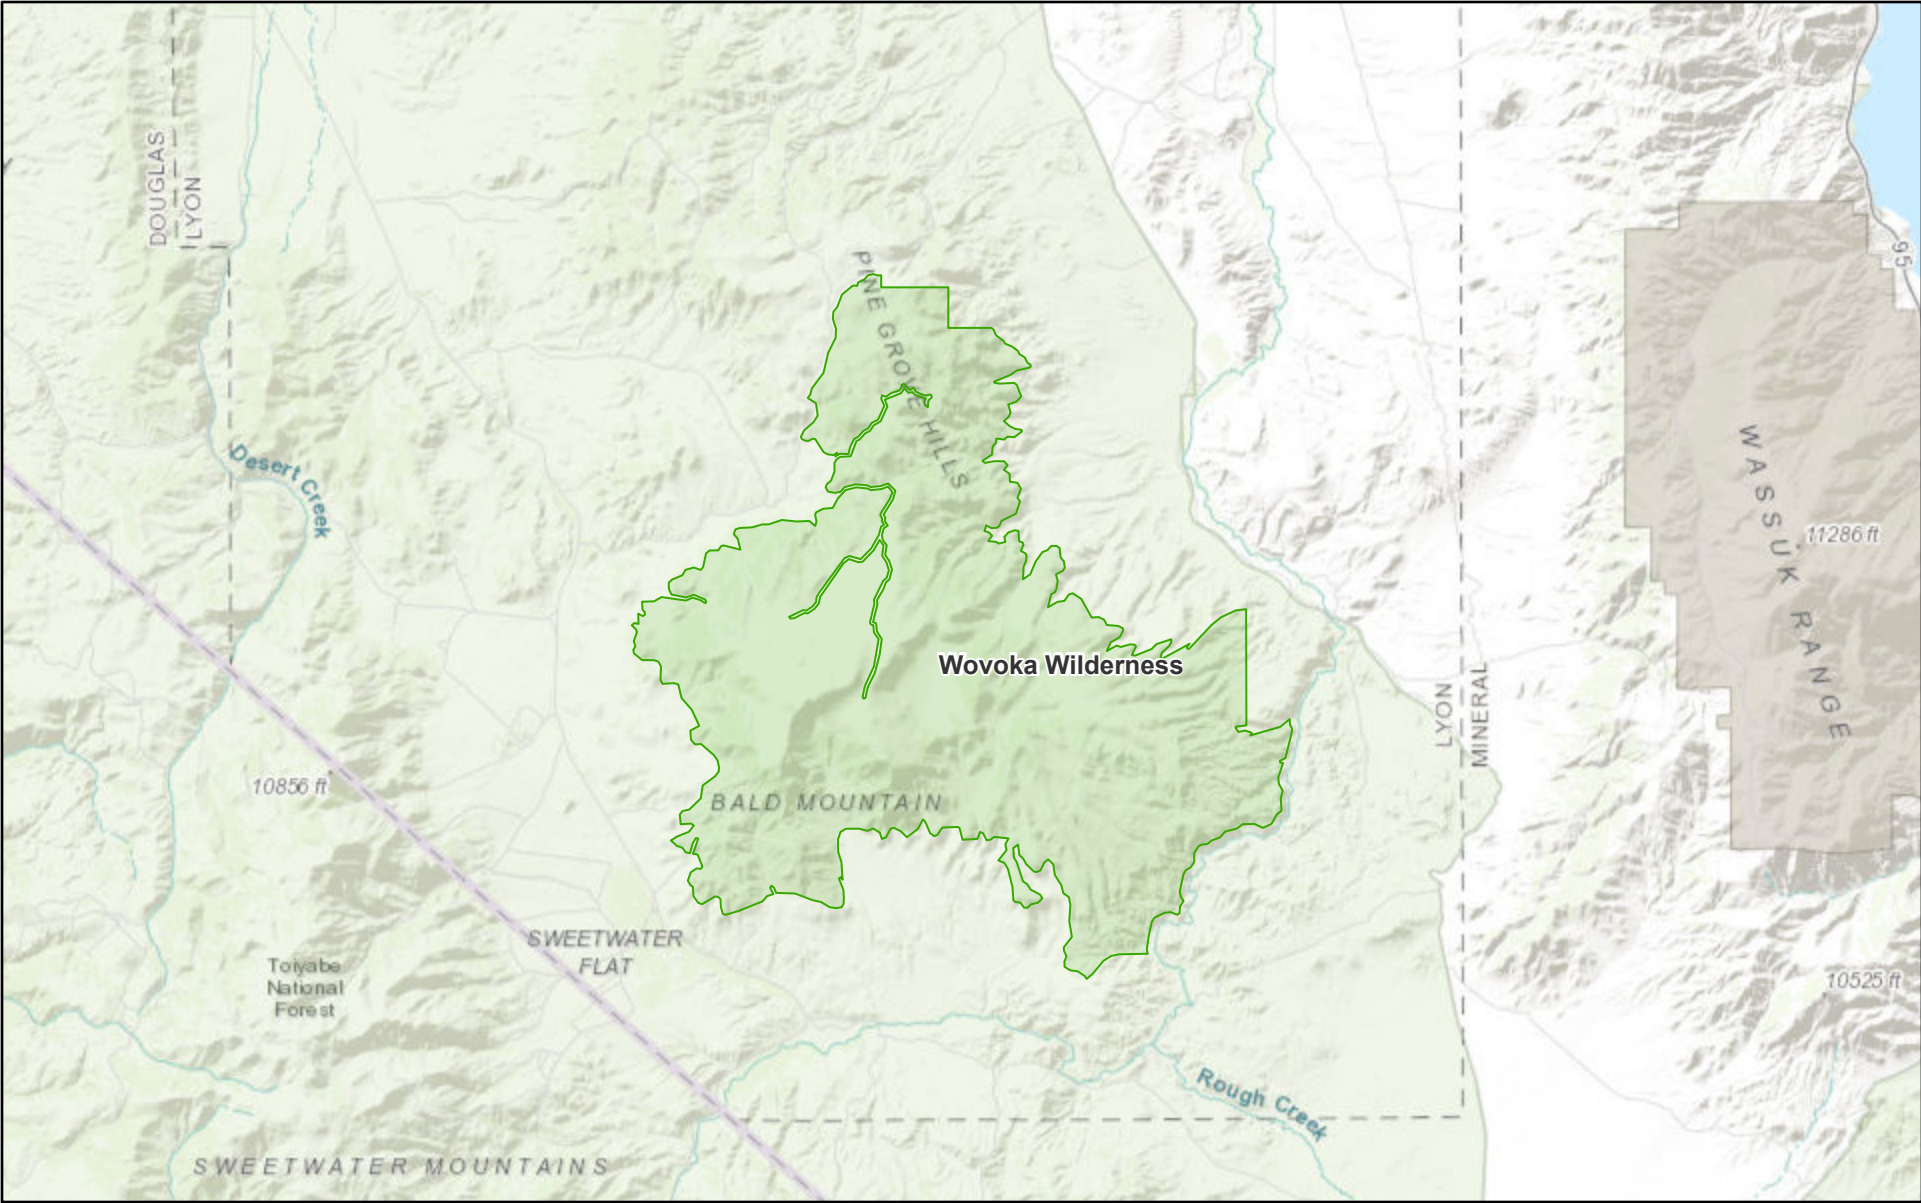 DOUGLAS
LYON
95
PINE GROVE HILLS
Desert Creek
WASSUK RANGE
11286 ft
Wovoka Wilderness
LYON
MINERAL
10856 ft
BALD MOUNTAIN
SWEETWATER
FLAT
Toiyabe
National
Forest
10525 ft
Rough Creek
SWEETWATER MOUNTAINS